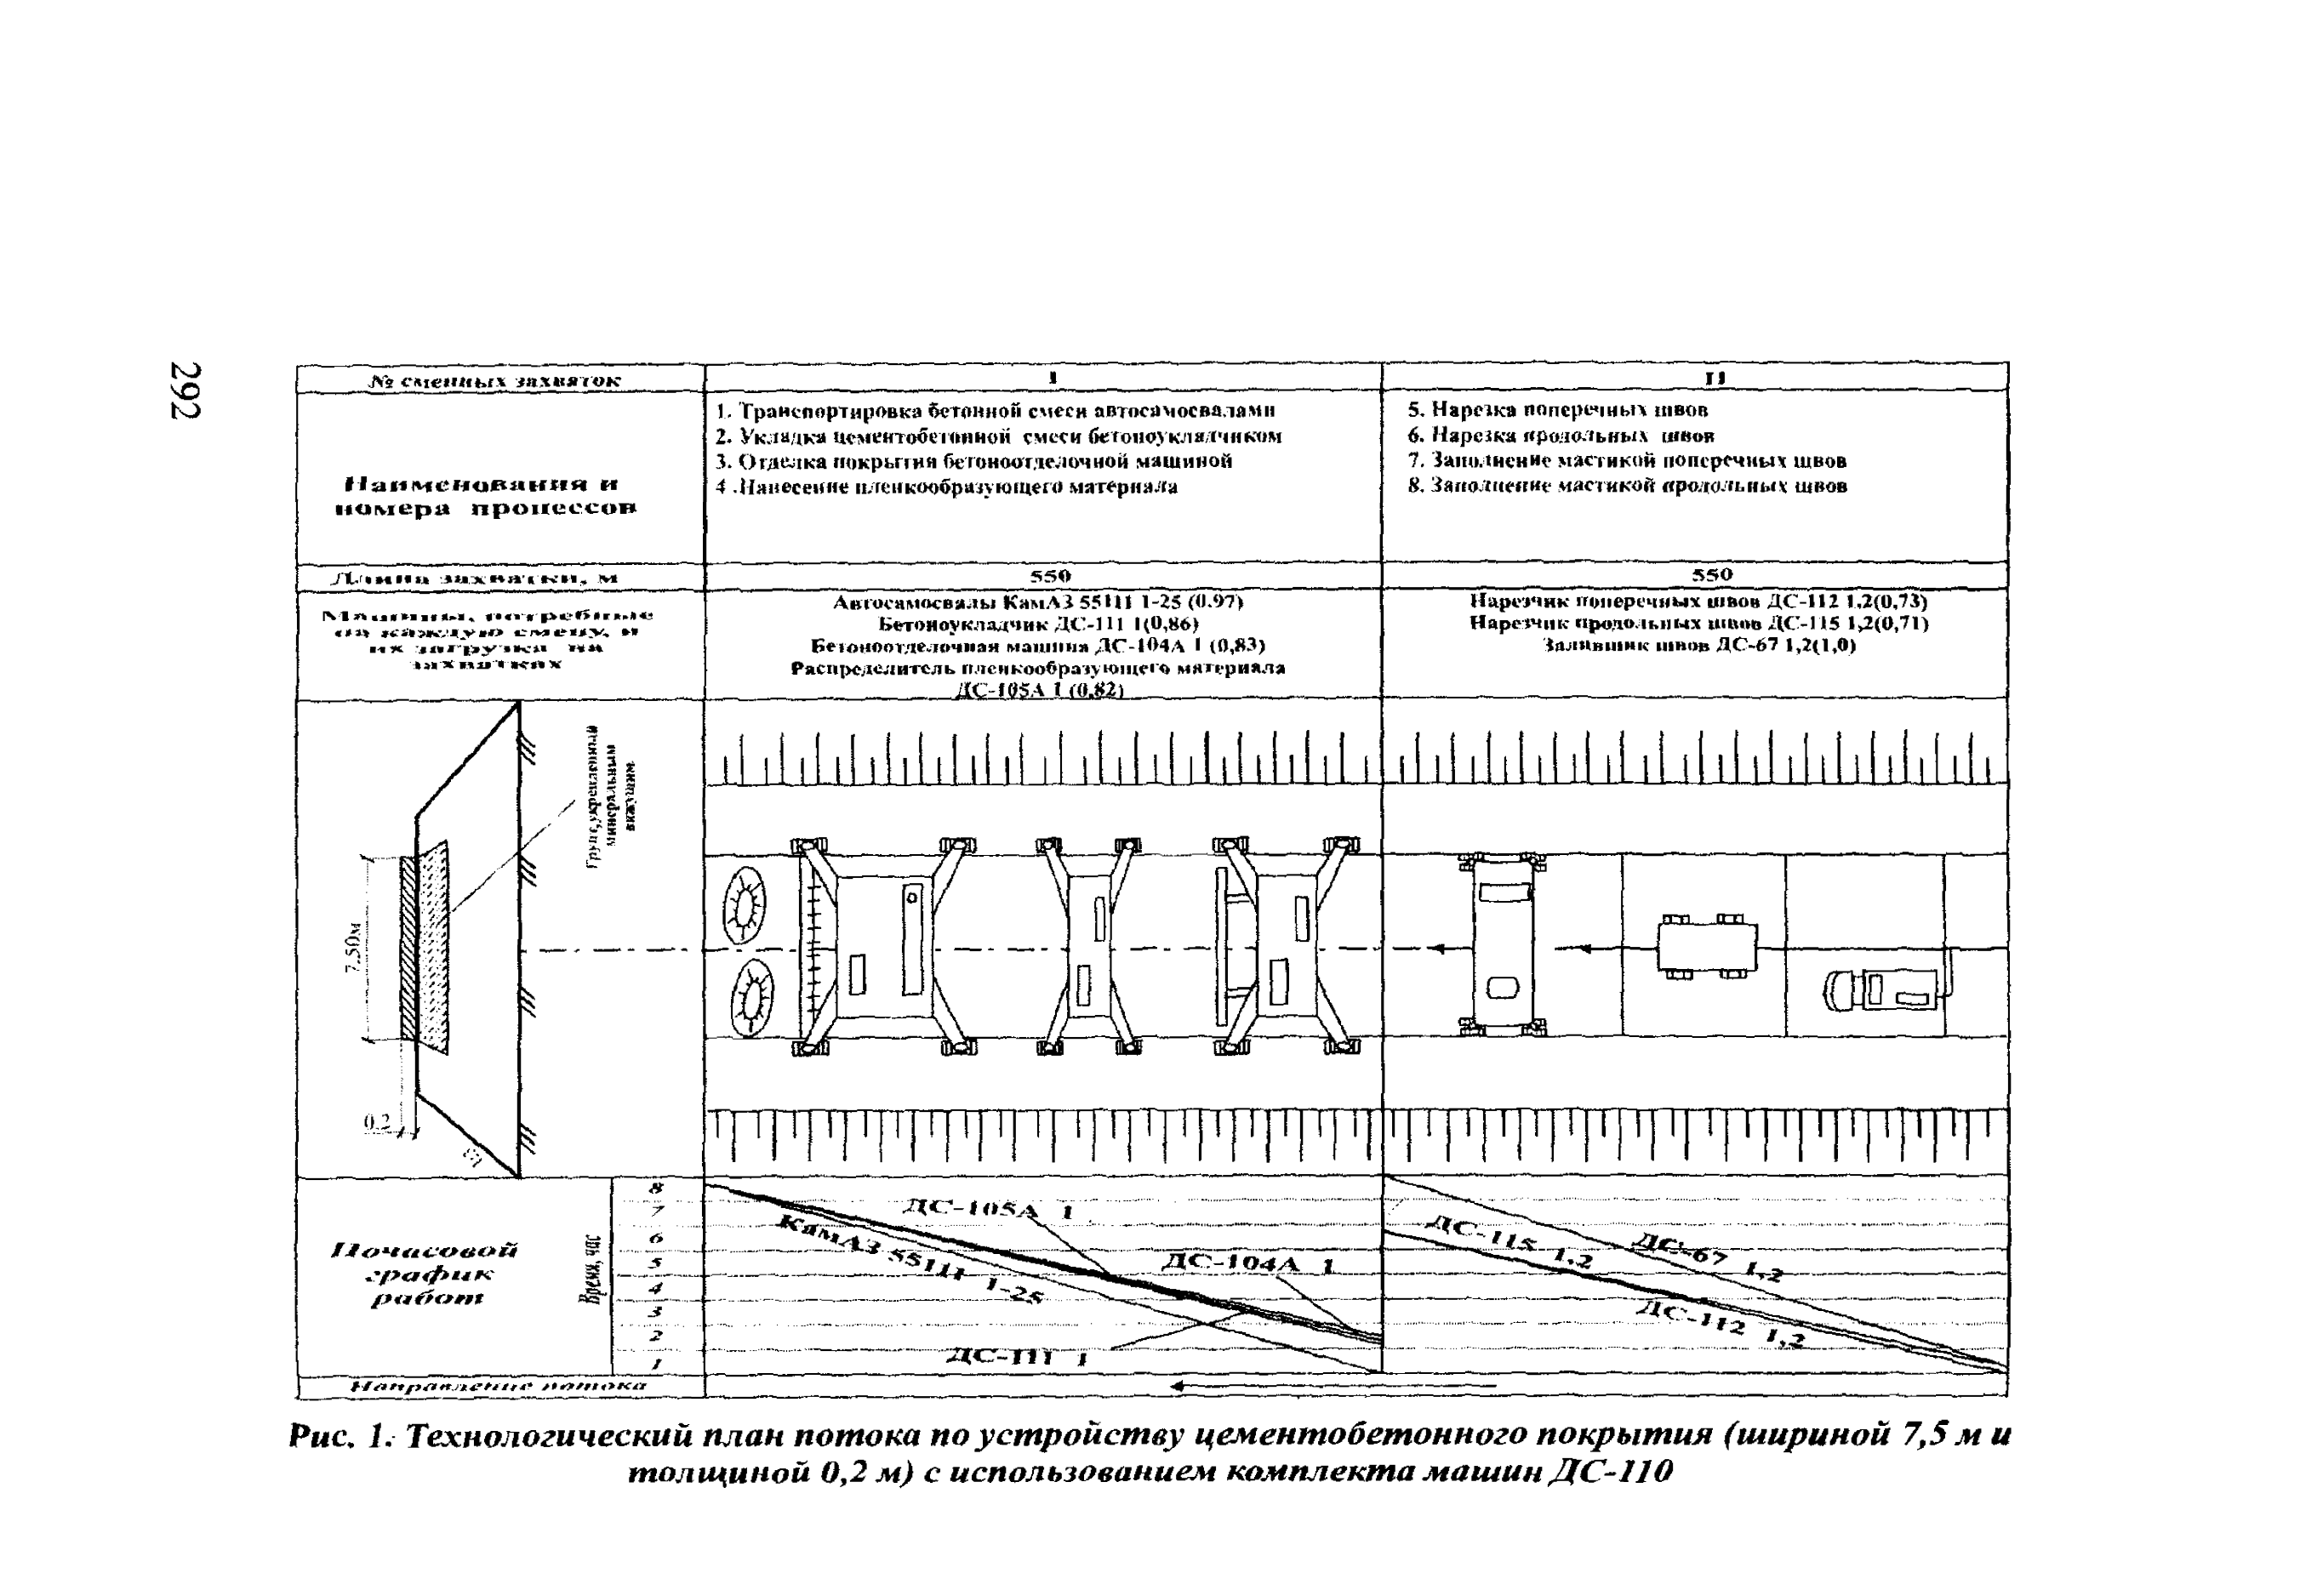 292
№ сменных захваток
I
II
Наименования и
номера процессов
1. Транспортировка бетонной смеси автосамосвалами
2. Укладка цементобетонной смеси бетоноукладчиком
3. Отделка покрытия бетоноотделочной машиной
4 .Нанесение пленкообразующего материала
5. Нарезка поперечных швов
6. Нарезка продольных швов
7. Заполнение мастикой поперечных швов
8. Заполнение мастикой продольных швов
Длина захватки, м
550
550
Машины, потребные
на каждую смену, и
их загрузка на
захватках
Автосамосвалы КамАЗ 55111 1-25 (0.97)
Бетоноукладчик ДС-111 1(0,86)
Бетоноотделочная машина ДС-104А 1 (0,83)
Распределитель пленкообразующего материала
ДС-105А 1 (0,82)
Нарезчик поперечных швов ДС-112 1,2(0,73)
Нарезчик продольных швов ДС-115 1,2(0,71)
Заливщик швов ДС-67 1,2(1,0)
Грунт,укрепленный
минеральным
вяжущим
7.50м
0.2
Почасовой
график
работ
Время, час
8
7
6
5
4
3
2
1
ДС-105А 1
КамАЗ 55111 1-25
ДС-104А 1
ДС-111 1
ДС-115 1,2
ДС-67 1,2
ДС-112 1,2
Направление потока
Рис. 1. Технологический план потока по устройству цементобетонного покрытия (шириной 7,5 м и
толщиной 0,2 м) с использованием комплекта машин ДС-110